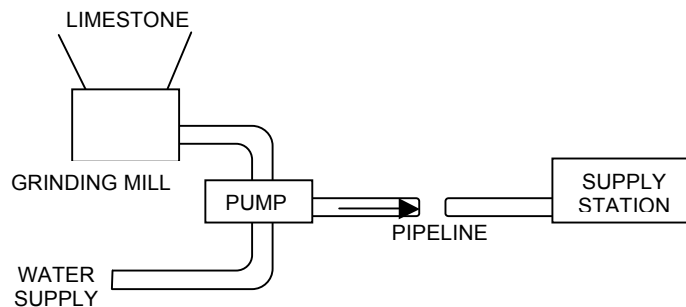 LIMESTONE
GRINDING MILL
PUMP
SUPPLY
STATION
PIPELINE
WATER
SUPPLY